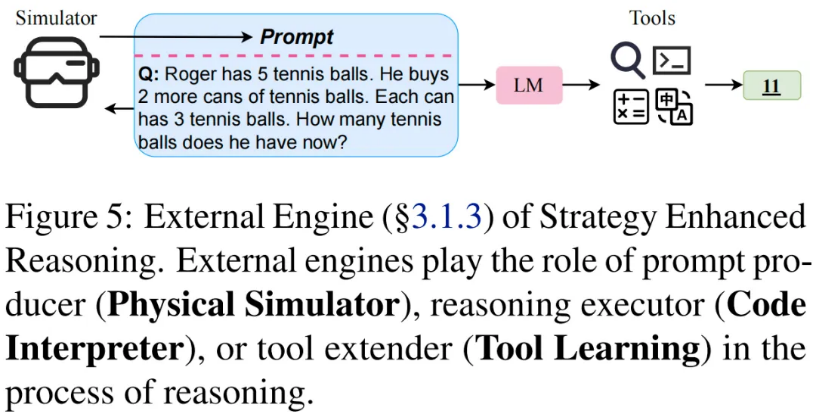 Simulator
Prompt
Tools
Q: Roger has 5 tennis balls. He buys
2 more cans of tennis balls. Each can
has 3 tennis balls. How many tennis
balls does he have now?
LM
>_
+ -
× =
中
A
11
Figure 5: External Engine (§3.1.3) of Strategy Enhanced
Reasoning. External engines play the role of prompt pro-
ducer (Physical Simulator), reasoning executor (Code
Interpreter), or tool extender (Tool Learning) in the
process of reasoning.